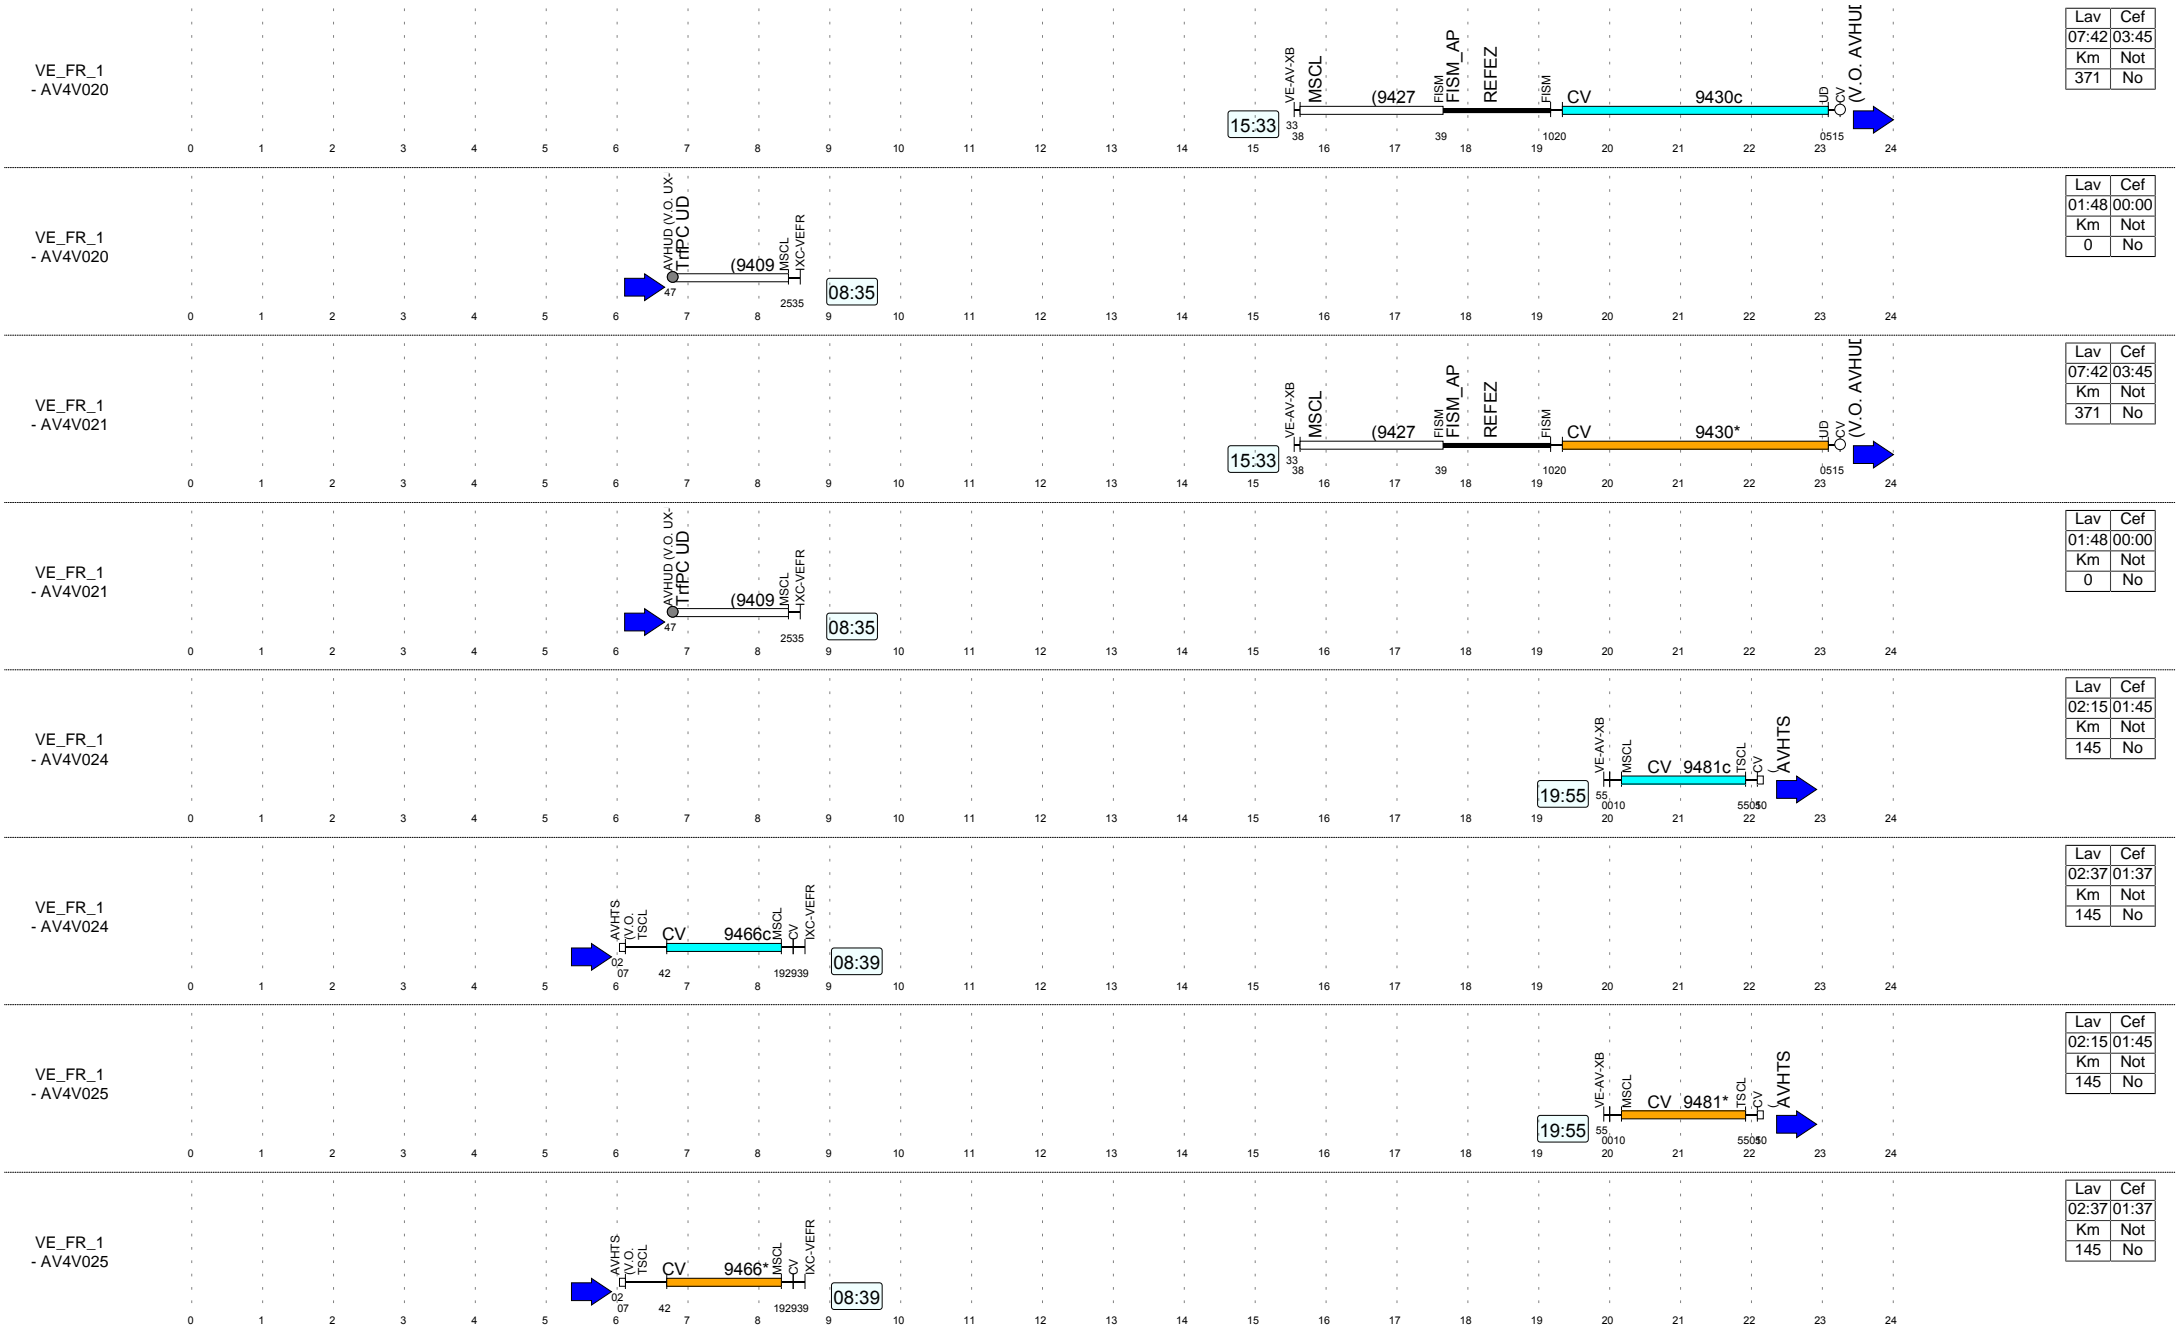 VE_FR_1
- AV4V020
15:33
33
38
VE-AV-XB
MSCL
(9427
FISM
39
FISM_AP
REFEZ
FISM
1020
CV
9430c
UD
0515
CV
(V.O. AVHUD
0 1 2 3 4 5 6 7 8 9 10 11 12 13 14 15 16 17 18 19 20 21 22 23 24
Lav Cef
07:42 03:45
Km Not
371 No
VE_FR_1
- AV4V020
47
AVHUD (V.O. UX-
TrfPC UD
(9409
MSCL
2535
IXC-VEFR
08:35
0 1 2 3 4 5 6 7 8 9 10 11 12 13 14 15 16 17 18 19 20 21 22 23 24
Lav Cef
01:48 00:00
Km Not
0 No
VE_FR_1
- AV4V021
15:33
33
38
VE-AV-XB
MSCL
(9427
FISM
39
FISM_AP
REFEZ
FISM
1020
CV
9430*
UD
0515
CV
(V.O. AVHUD
0 1 2 3 4 5 6 7 8 9 10 11 12 13 14 15 16 17 18 19 20 21 22 23 24
Lav Cef
07:42 03:45
Km Not
371 No
VE_FR_1
- AV4V021
47
AVHUD (V.O. UX-
TrfPC UD
(9409
MSCL
2535
IXC-VEFR
08:35
0 1 2 3 4 5 6 7 8 9 10 11 12 13 14 15 16 17 18 19 20 21 22 23 24
Lav Cef
01:48 00:00
Km Not
0 No
VE_FR_1
- AV4V024
19:55
55
0010
VE-AV-XB
MSCL
CV 9481c
TSCL
CV
AVHTS
0 1 2 3 4 5 6 7 8 9 10 11 12 13 14 15 16 17 18 19 20 21 22 23 24
Lav Cef
02:15 01:45
Km Not
145 No
VE_FR_1
- AV4V024
02
07
AVHTS
(V.O.
TSCL
42
CV 9466c
MSCL
CV
192939
IXC-VEFR
08:39
0 1 2 3 4 5 6 7 8 9 10 11 12 13 14 15 16 17 18 19 20 21 22 23 24
Lav Cef
02:37 01:37
Km Not
145 No
VE_FR_1
- AV4V025
19:55
55
0010
VE-AV-XB
MSCL
CV 9481*
TSCL
CV
AVHTS
0 1 2 3 4 5 6 7 8 9 10 11 12 13 14 15 16 17 18 19 20 21 22 23 24
Lav Cef
02:15 01:45
Km Not
145 No
VE_FR_1
- AV4V025
02
07
AVHTS
(V.O.
TSCL
42
CV 9466*
MSCL
CV
192939
IXC-VEFR
08:39
0 1 2 3 4 5 6 7 8 9 10 11 12 13 14 15 16 17 18 19 20 21 22 23 24
Lav Cef
02:37 01:37
Km Not
145 No